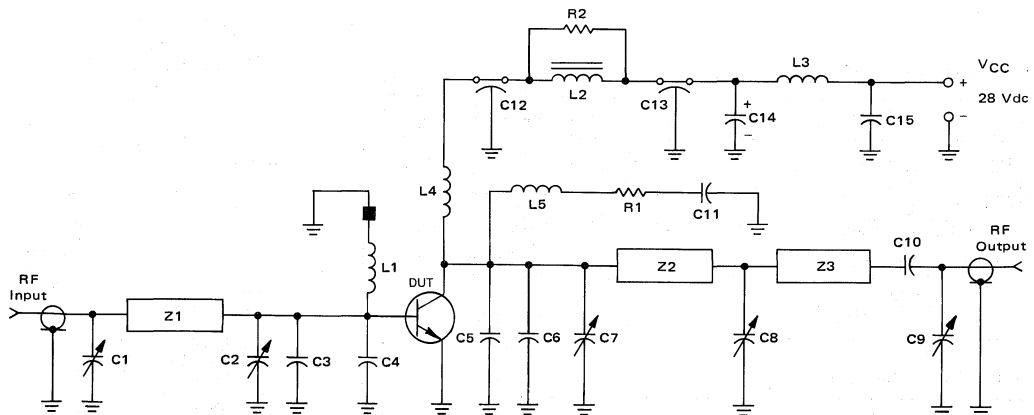 R2
L2
C12
C13
+
C14
−
L3
C15
VCC
+
28 Vdc
−
L4
L5
R1
C11
L1
RF
Input
C1
Z1
C2
C3
C4
DUT
C5
C6
C7
Z2
C8
Z3
C10
C9
RF
Output